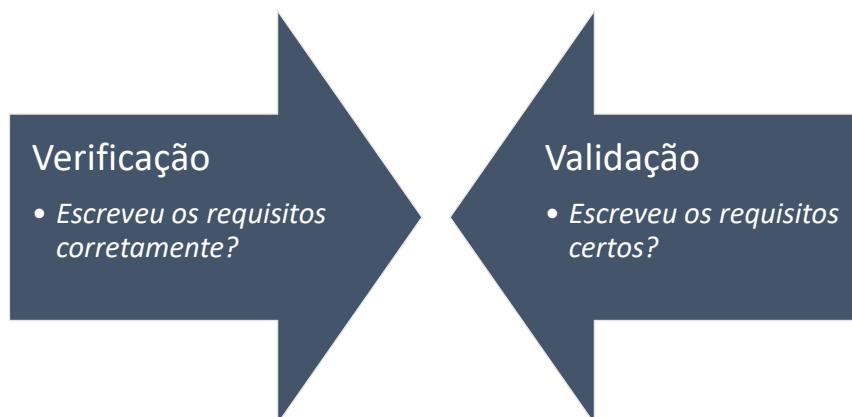 Verificação
• Escreveu os requisitos
corretamente?
Validação
• Escreveu os requisitos
certos?